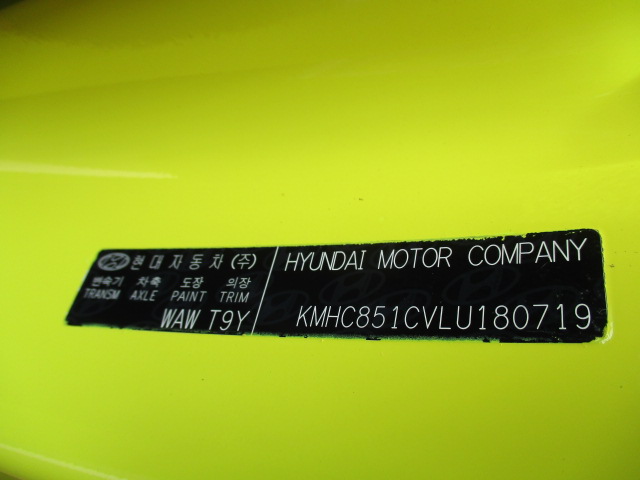 현대자동차(주)
변속기 차축 도장 의장
TRANSM AXLE PAINT TRIM
WAW T9Y
HYUNDAI MOTOR COMPANY
KMHC851CVLU180719